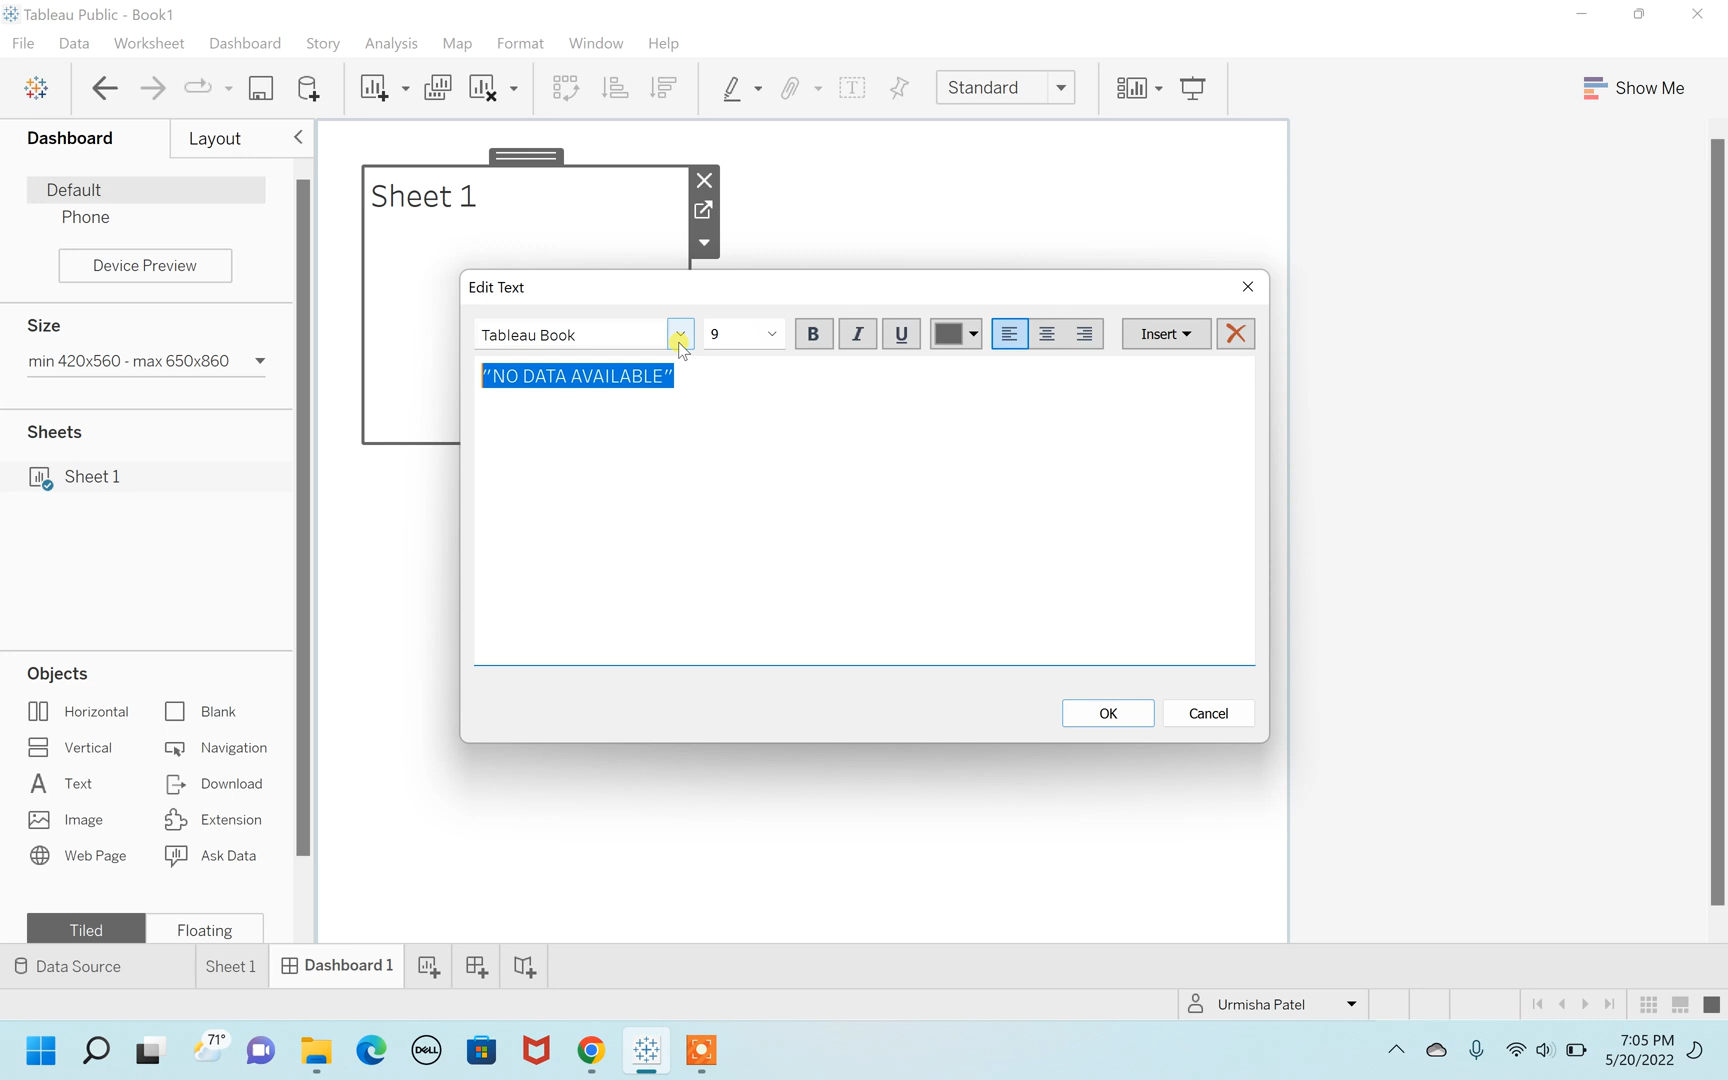 Tableau Public - Book1
File Data Worksheet Dashboard Story Analysis Map Format Window Help
Standard
Show Me
Dashboard
Layout
Default
Phone
Device Preview
Size
min 420x560 - max 650x860
Sheets
Sheet 1
Objects
Horizontal Blank
Vertical Navigation
Text Download
Image Extension
Web Page Ask Data
Tiled Floating
Sheet 1
Edit Text
Tableau Book 9 B I U Insert
"NO DATA AVAILABLE"
OK Cancel
Data Source Sheet 1 Dashboard 1
Urmisha Patel
71°
DELL
7:05 PM
5/20/2022